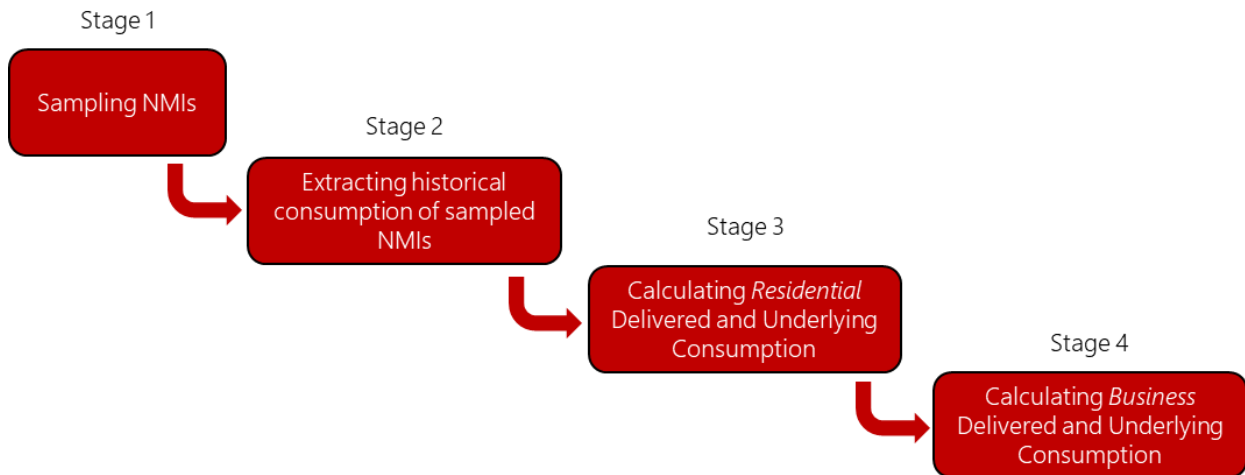 Stage 1
Sampling NMIs
Stage 2
Extracting historical
consumption of sampled
NMIs
Stage 3
Calculating Residential
Delivered and Underlying
Consumption
Stage 4
Calculating Business
Delivered and Underlying
Consumption